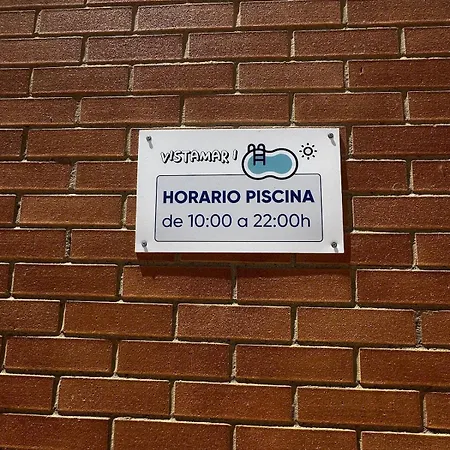 VISTAMAR I
HORARIO PISCINA
de 10:00 a 22:00h